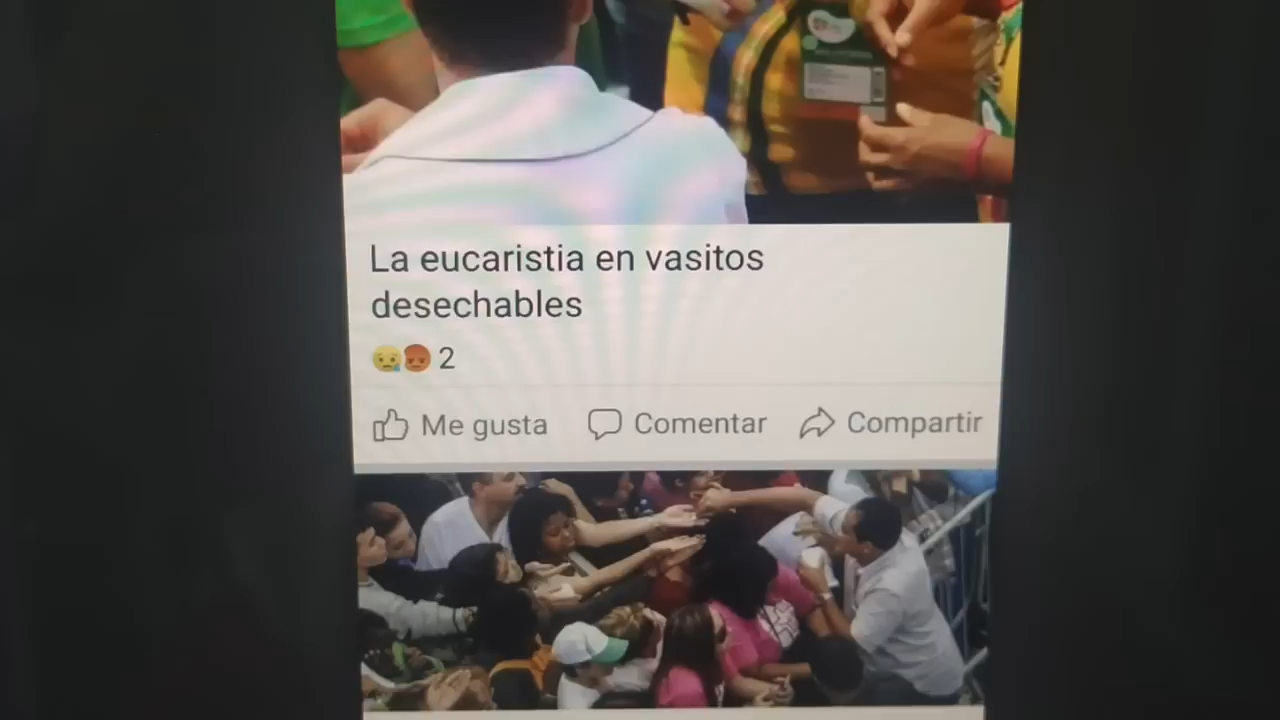 La eucaristia en vasitos
desechables
2
Me gusta
Comentar
Compartir